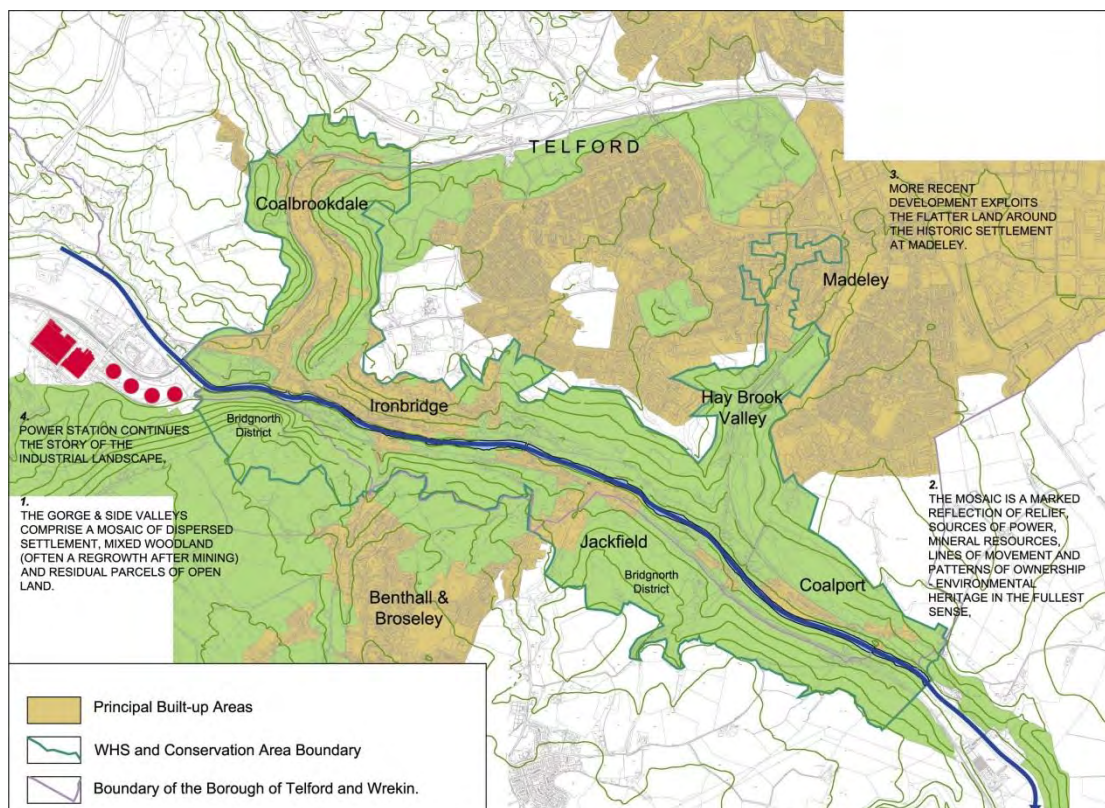 TELFORD
Coalbrookdale
3.
MORE RECENT
DEVELOPMENT EXPLOITS
THE FLATTER LAND AROUND
THE HISTORIC SETTLEMENT
AT MADELEY.
Madeley
Hay Brook
Valley
Ironbridge
Bridgnorth
District
4.
POWER STATION CONTINUES
THE STORY OF THE
INDUSTRIAL LANDSCAPE,
1.
THE GORGE & SIDE VALLEYS
COMPRISE A MOSAIC OF DISPERSED
SETTLEMENT, MIXED WOODLAND
(OFTEN A REGROWTH AFTER MINING)
AND RESIDUAL PARCELS OF OPEN
LAND.
2.
THE MOSAIC IS A MARKED
REFLECTION OF RELIEF,
SOURCES OF POWER,
MINERAL RESOURCES,
LINES OF MOVEMENT AND
PATTERNS OF OWNERSHIP
- ENVIRONMENTAL
HERITAGE IN THE FULLEST
SENSE,
Jackfield
Bridgnorth
District
Coalport
Benthall &
Broseley
Principal Built-up Areas
WHS and Conservation Area Boundary
Boundary of the Borough of Telford and Wrekin.